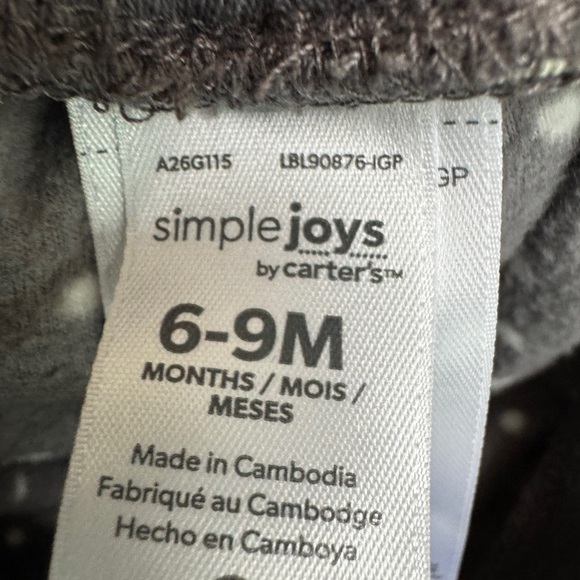 A26G115 LBL90876-IGP
GP
simple joys
by carter's™
6-9M
MONTHS / MOIS /
MESES
Made in Cambodia
Fabriqué au Cambodge
Hecho en Camboya